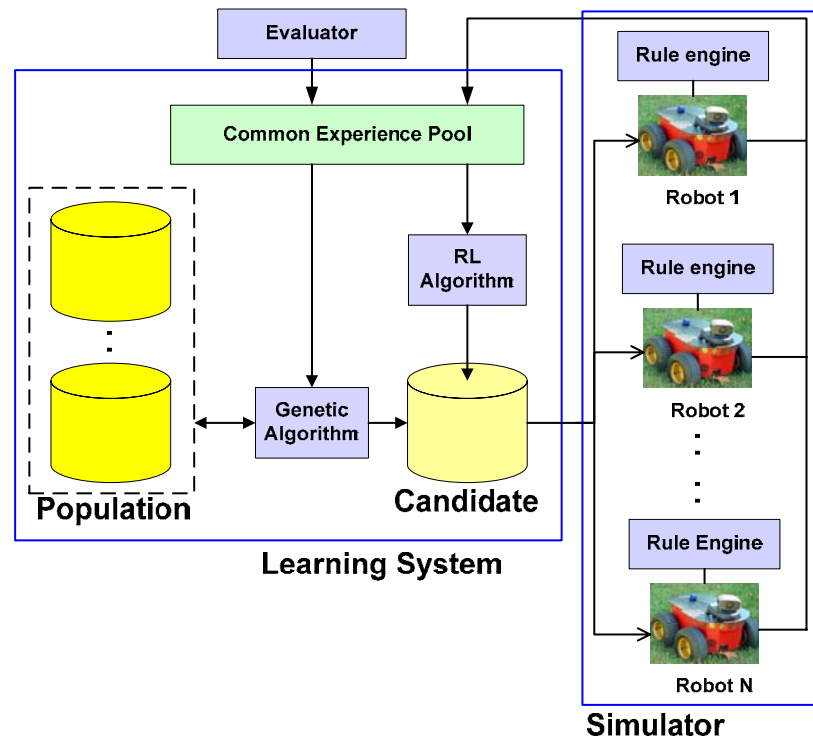 Evaluator
Common Experience Pool
RL
Algorithm
Genetic
Algorithm
Population
Candidate
Learning System
Rule engine
Robot 1
Rule engine
Robot 2
Rule Engine
Robot N
Simulator